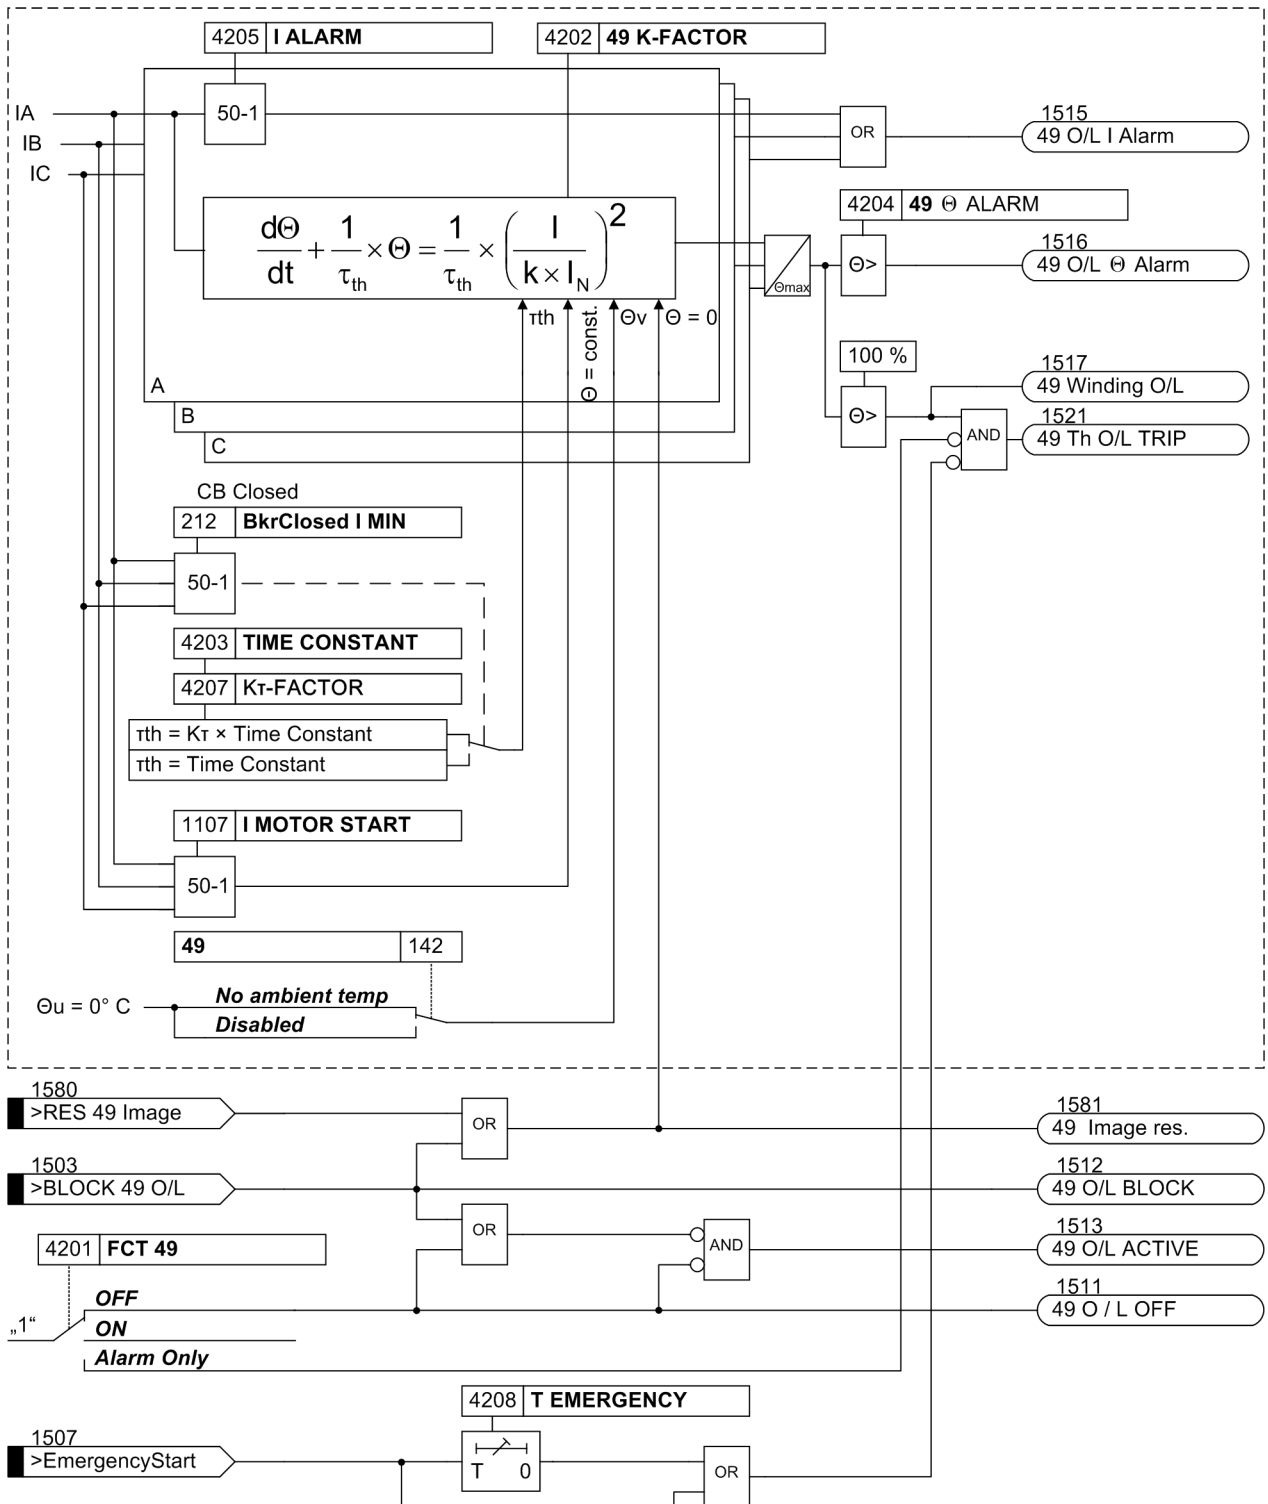 4205 I ALARM
4202 49 K-FACTOR
IA
50-1
IB
IC
OR
1515
49 O/L I Alarm
4204 49 Θ ALARM
dΘ/dt + 1/τth × Θ = 1/τth × (I/(k × IN))2
Θmax
Θ>
1516
49 O/L Θ Alarm
τth
Θ = const.
Θv
Θ = 0
100 %
Θ>
1517
49 Winding O/L
AND
1521
49 Th O/L TRIP
A
B
C
CB Closed
212 BkrClosed I MIN
50-1
4203 TIME CONSTANT
4207 Kτ-FACTOR
τth = Kτ × Time Constant
τth = Time Constant
1107 I MOTOR START
50-1
49 142
Θu = 0° C
No ambient temp
Disabled
1580
>RES 49 Image
OR
1581
49 Image res.
1503
>BLOCK 49 O/L
1512
49 O/L BLOCK
OR
AND
1513
49 O/L ACTIVE
4201 FCT 49
1511
49 O / L OFF
„1“
OFF
ON
Alarm Only
4208 T EMERGENCY
1507
>EmergencyStart
T 0
OR